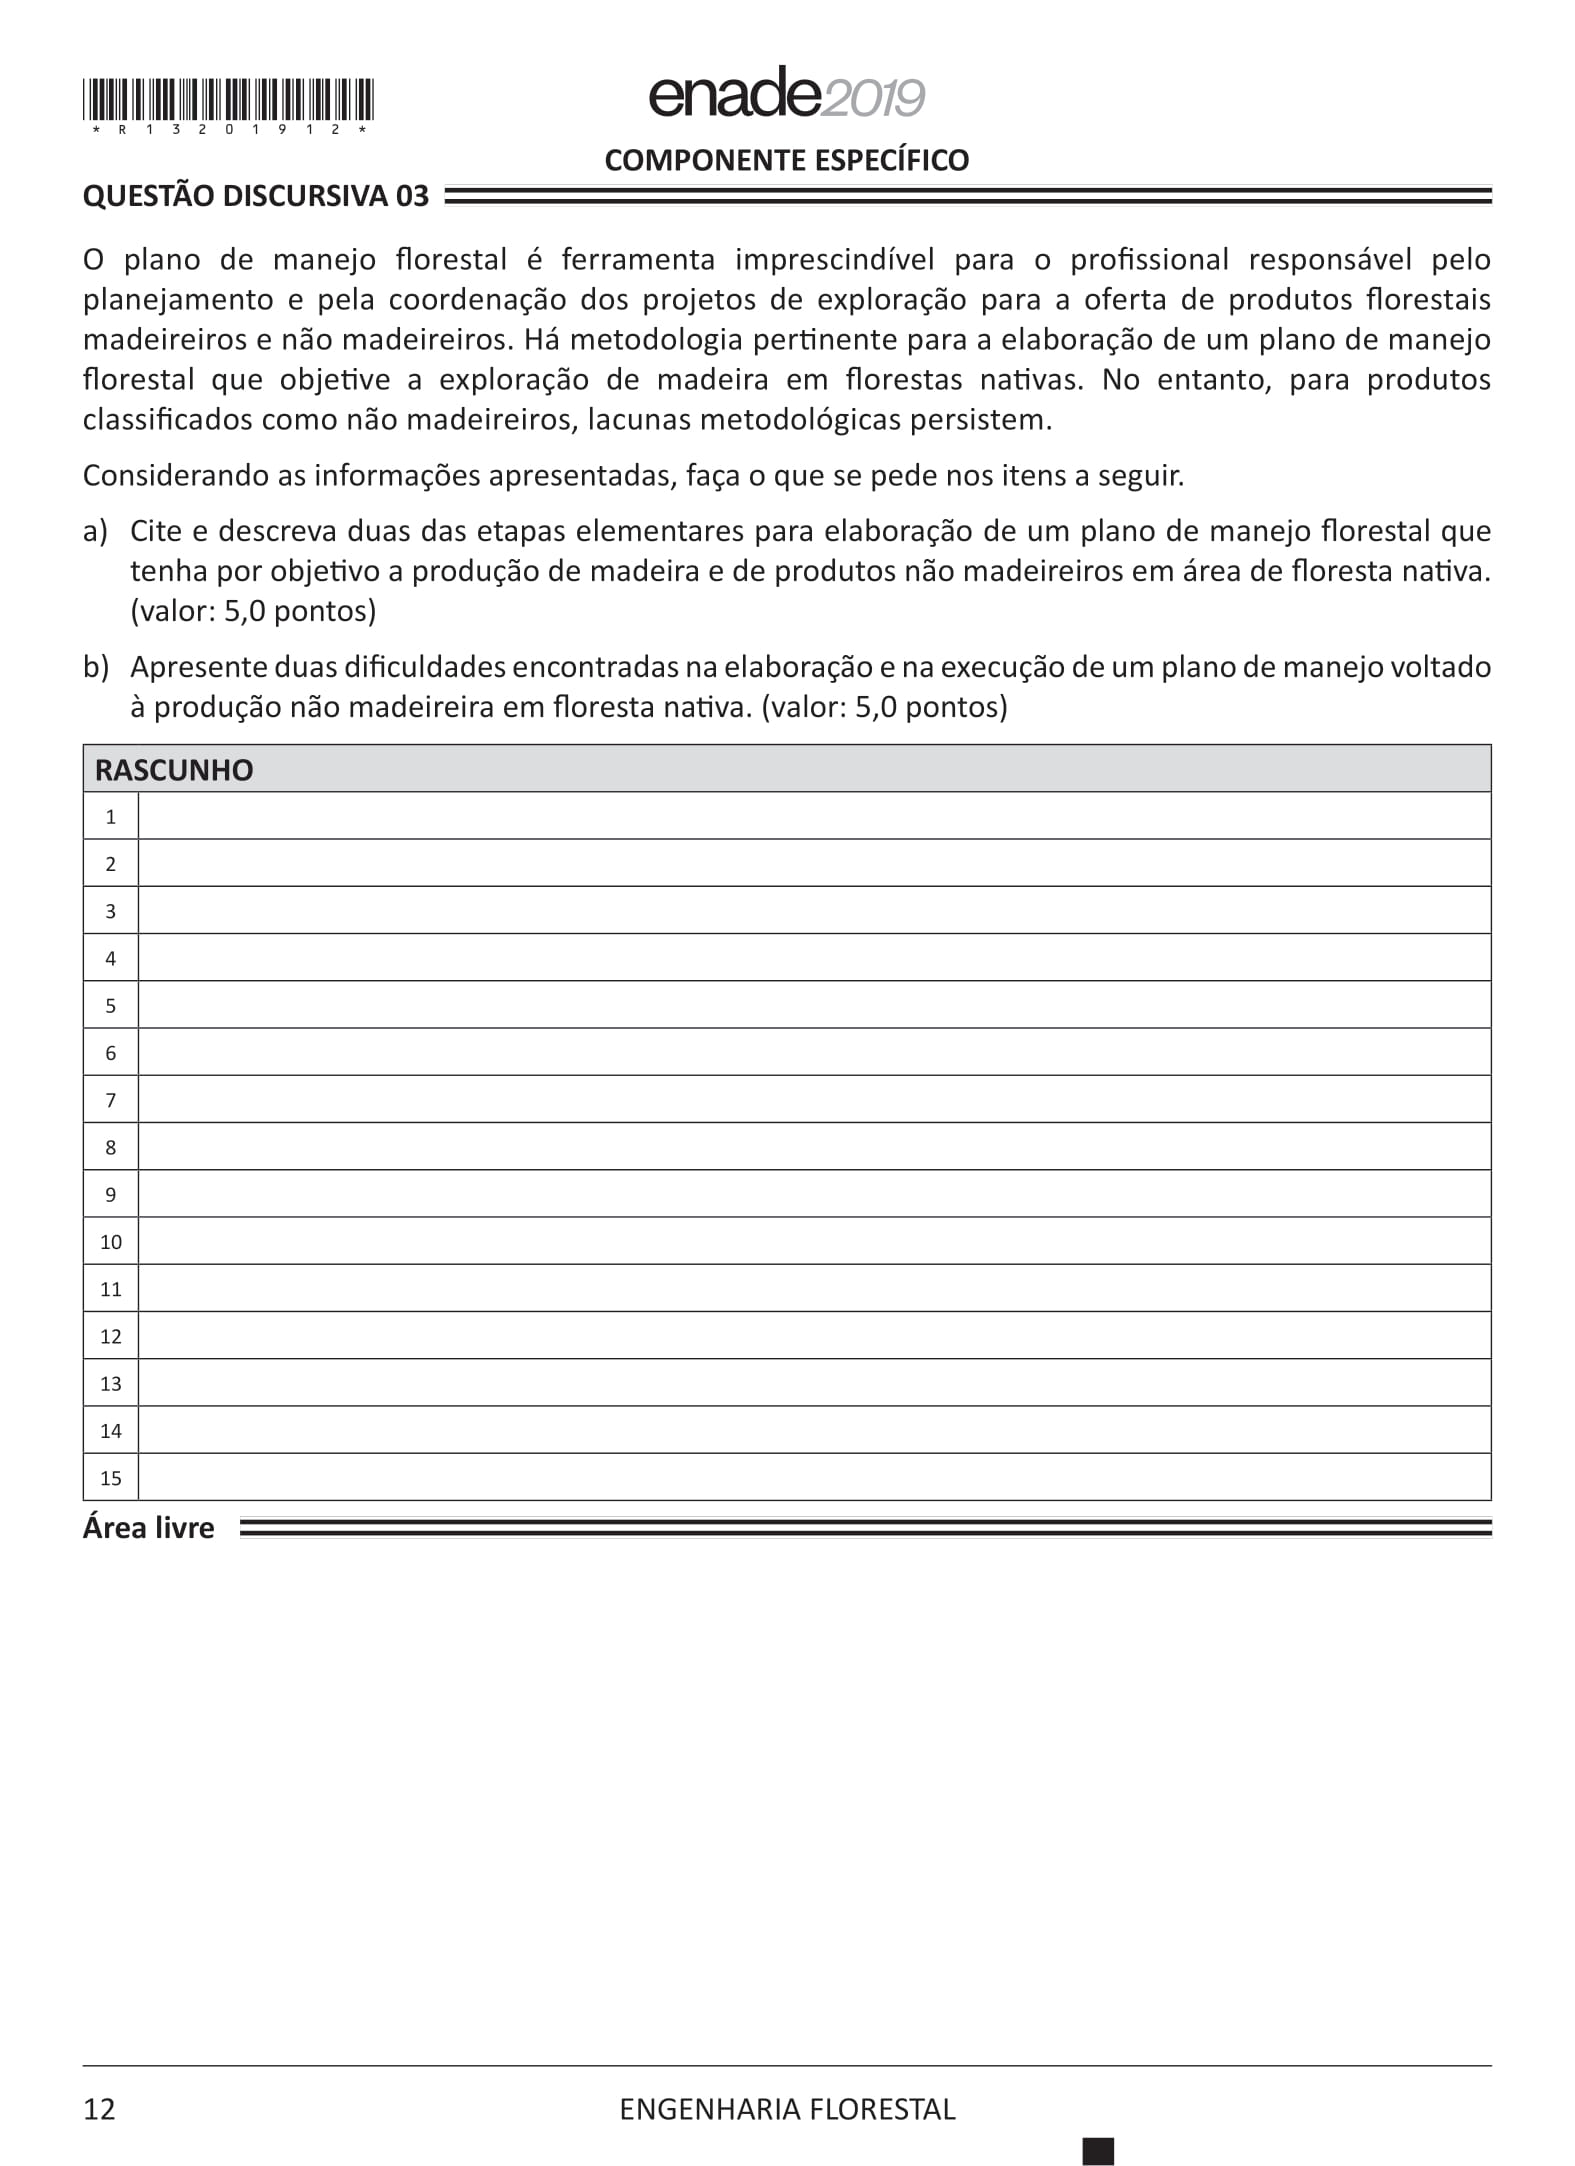 *R13201912*
enade2019
COMPONENTE ESPECÍFICO
QUESTÃO DISCURSIVA 03
O plano de manejo florestal é ferramenta imprescindível para o profissional responsável pelo
planejamento e pela coordenação dos projetos de exploração para a oferta de produtos florestais
madeireiros e não madeireiros. Há metodologia pertinente para a elaboração de um plano de manejo
florestal que objetive a exploração de madeira em florestas nativas. No entanto, para produtos
classificados como não madeireiros, lacunas metodológicas persistem.
Considerando as informações apresentadas, faça o que se pede nos itens a seguir.
a) Cite e descreva duas das etapas elementares para elaboração de um plano de manejo florestal que
tenha por objetivo a produção de madeira e de produtos não madeireiros em área de floresta nativa.
(valor: 5,0 pontos)
b) Apresente duas dificuldades encontradas na elaboração e na execução de um plano de manejo voltado
à produção não madeireira em floresta nativa. (valor: 5,0 pontos)
RASCUNHO
1
2
3
4
5
6
7
8
9
10
11
12
13
14
15
Área livre
12 ENGENHARIA FLORESTAL